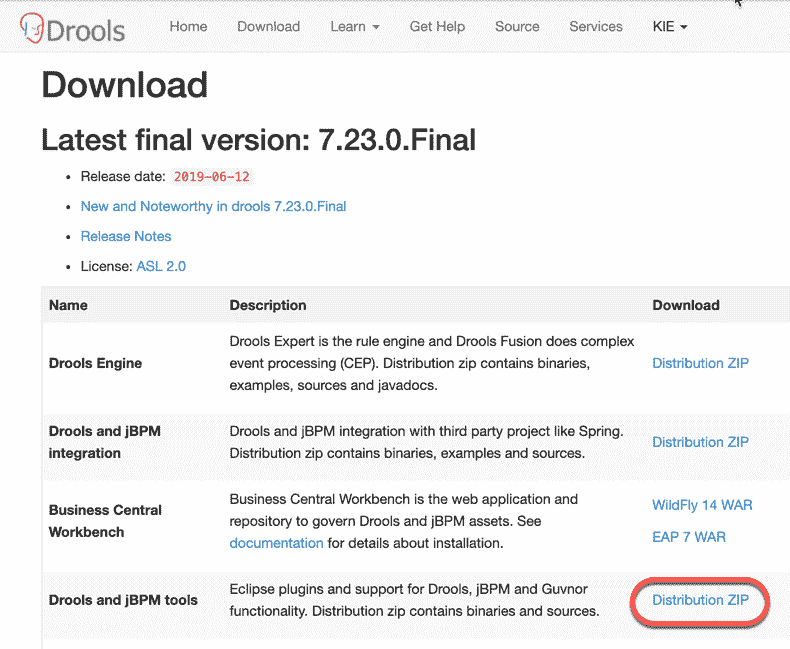 Drools Home Download Learn Get Help Source Services KIE
Download
Latest final version: 7.23.0.Final
Release date: 2019-06-12
New and Noteworthy in drools 7.23.0.Final
Release Notes
License: ASL 2.0
Name Description Download
Drools Engine
Drools Expert is the rule engine and Drools Fusion does complex
event processing (CEP). Distribution zip contains binaries,
examples, sources and javadocs.
Distribution ZIP
Drools and jBPM
integration
Drools and jBPM integration with third party project like Spring.
Distribution zip contains binaries, examples and sources.
Distribution ZIP
Business Central
Workbench
Business Central Workbench is the web application and
repository to govern Drools and jBPM assets. See
documentation for details about installation.
WildFly 14 WAR
EAP 7 WAR
Drools and jBPM tools
Eclipse plugins and support for Drools, jBPM and Guvnor
functionality. Distribution zip contains binaries and sources.
Distribution ZIP